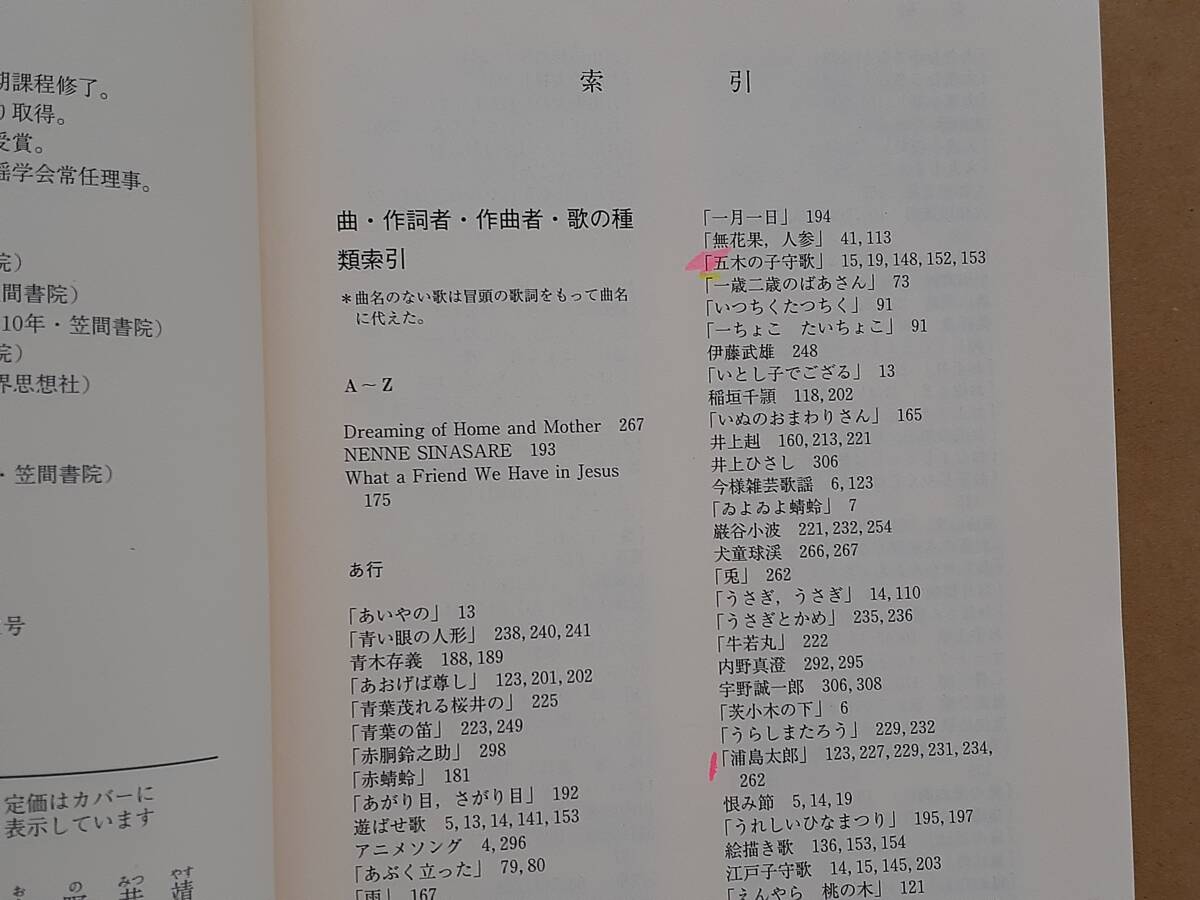 期課程修了。
り取得。
受賞。
謡学会常任理事。
院）
笠間書院）
10年・笠間書院）
院）
界思想社）
・笠間書院）
号
定価はカバーに
表示しています
索 引
曲・作詞者・作曲者・歌の種
類索引
＊曲名のない歌は冒頭の歌詞をもって曲名
に代えた。
A～Z
Dreaming of Home and Mother 267
NENNE SINASARE 193
What a Friend We Have in Jesus
175
あ行
「あいやの」 13
「青い眼の人形」 238, 240, 241
青木存義 188, 189
「あおげば尊し」 123, 201, 202
「青葉茂れる桜井の」 225
「青葉の笛」 223, 249
「赤胴鈴之助」 298
「赤蜻蛉」 181
「あがり目，さがり目」 192
遊ばせ歌 5, 13, 14, 141, 153
アニメソング 4, 296
「あぶく立った」 79, 80
「雨」 167
「一月一日」 194
「無花果，人参」 41, 113
「五木の子守歌」 15, 19, 148, 152, 153
「一歳二歳のばあさん」 73
「いつちくたつちく」 91
「一ちょこ たいちょこ」 91
伊藤武雄 248
「いとし子でござる」 13
稲垣千頴 118, 202
「いぬのおまわりさん」 165
井上赳 160, 213, 221
井上ひさし 306
今様雑芸歌謡 6, 123
「ゐよゐよ蜻蛉」 7
巌谷小波 221, 232, 254
犬童球渓 266, 267
「兎」 262
「うさぎ，うさぎ」 14, 110
「うさぎとかめ」 235, 236
「牛若丸」 222
内野真澄 292, 295
宇野誠一郎 306, 308
「茨小木の下」 6
「うらしまたろう」 229, 232
「浦島太郎」 123, 227, 229, 231, 234,
262
恨み節 5, 14, 19
「うれしいひなまつり」 195, 197
絵描き歌 136, 153, 154
江戸子守歌 14, 15, 145, 203
「えんやら 桃の木」 121